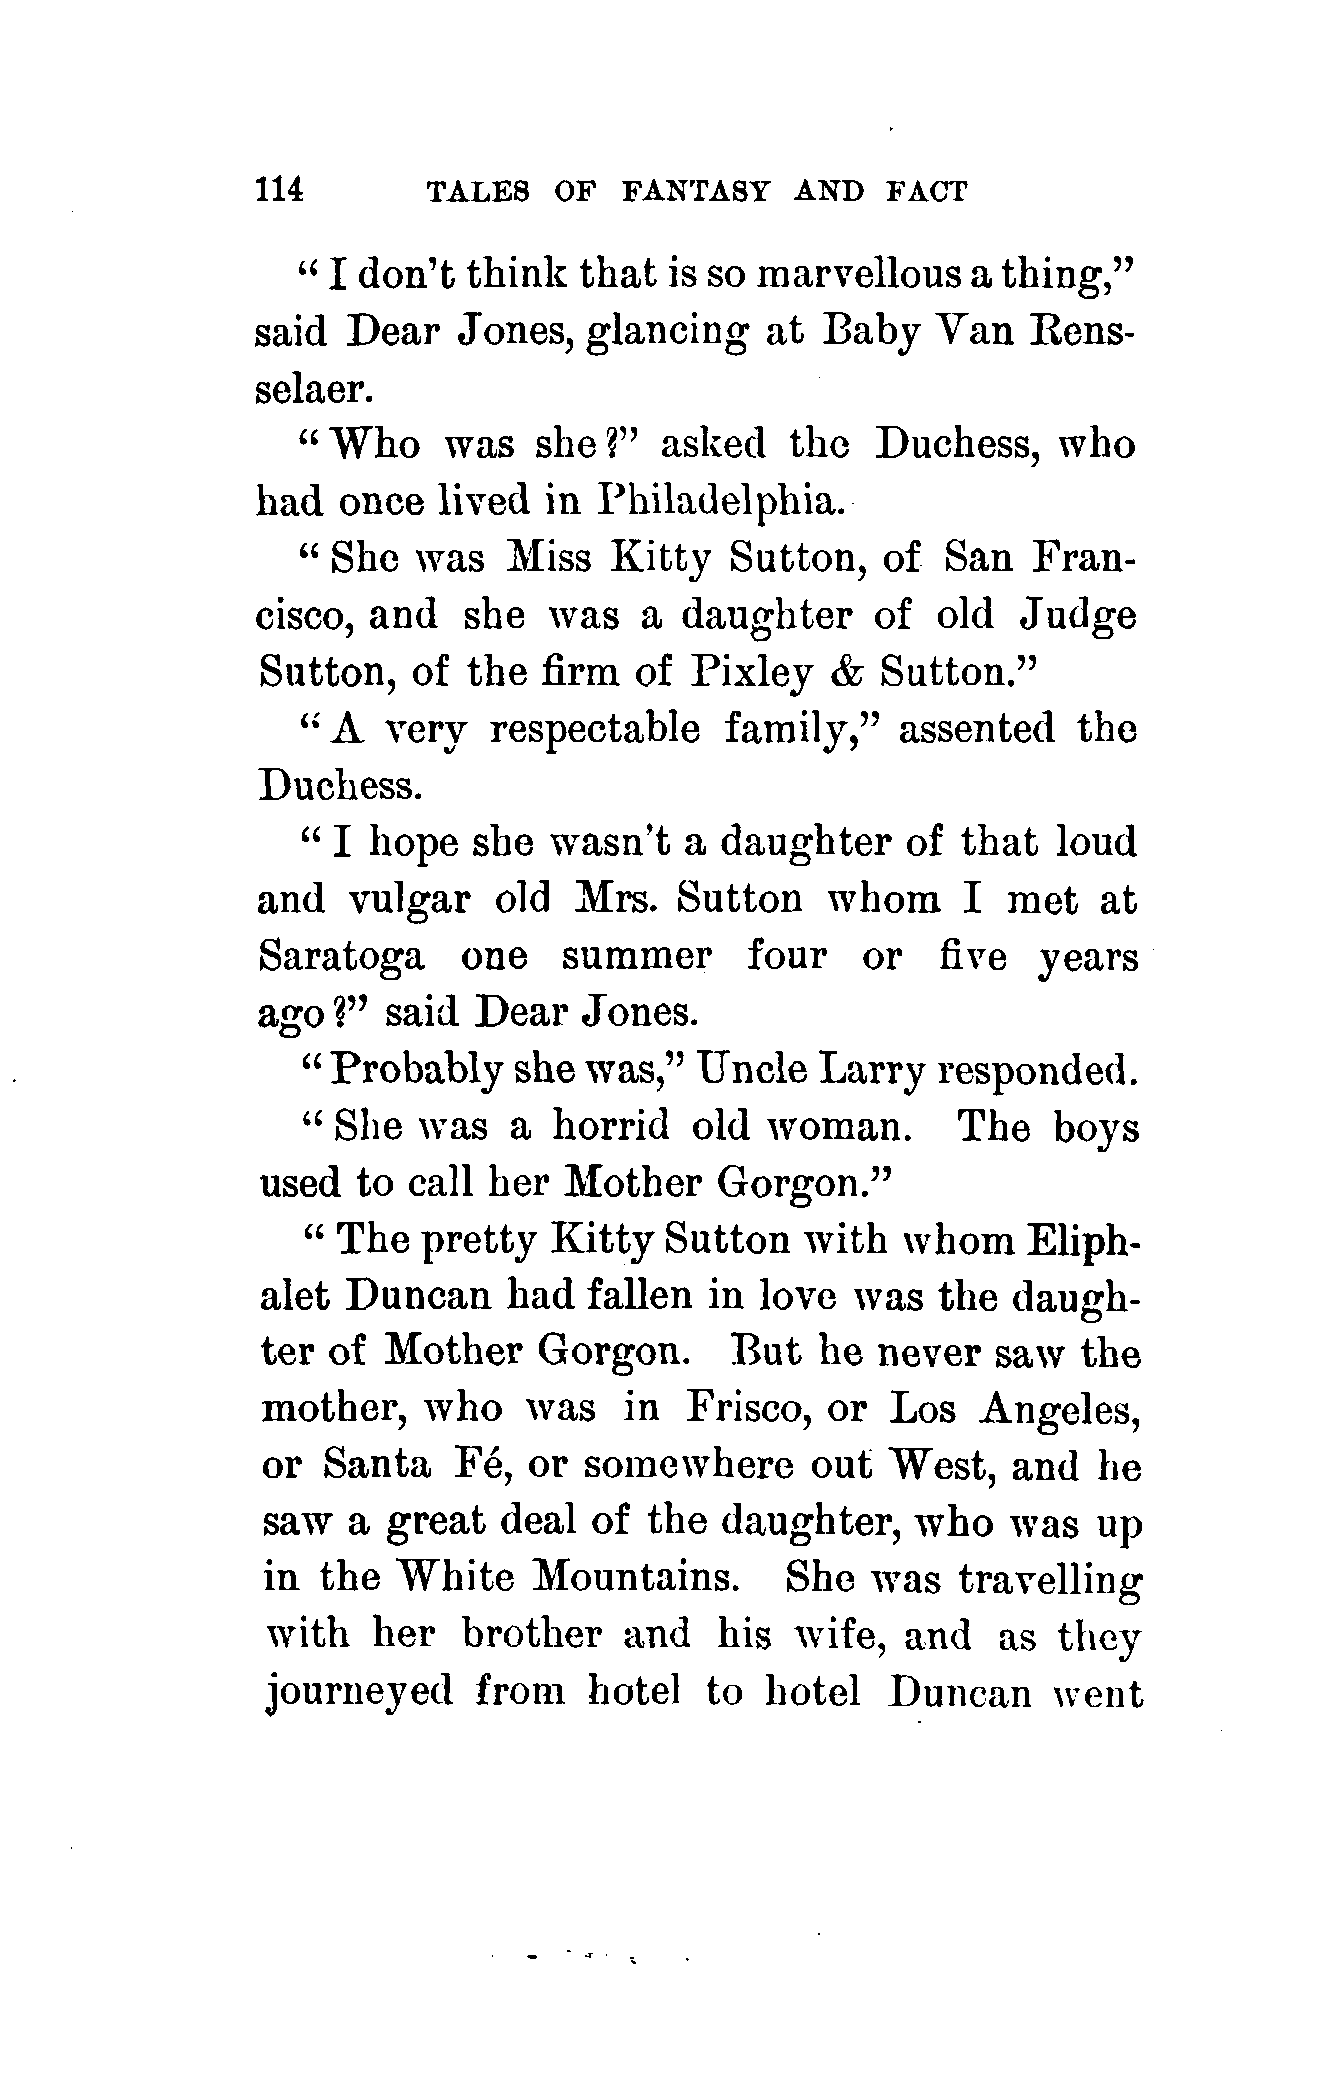 114 TALES OF FANTASY AND FACT
" I don't think that is so marvellous a thing,"
said Dear Jones, glancing at Baby Van Rens-
selaer.
" Who was she ?" asked the Duchess, who
had once lived in Philadelphia.
" She was Miss Kitty Sutton, of San Fran-
cisco, and she was a daughter of old Judge
Sutton, of the firm of Pixley & Sutton."
" A very respectable family," assented the
Duchess.
" I hope she wasn't a daughter of that loud
and vulgar old Mrs. Sutton whom I met at
Saratoga one summer four or five years
ago ?" said Dear Jones.
" Probably she was," Uncle Larry responded.
" She was a horrid old woman. The boys
used to call her Mother Gorgon."
" The pretty Kitty Sutton with whom Eliph-
alet Duncan had fallen in love was the daugh-
ter of Mother Gorgon. But he never saw the
mother, who was in Frisco, or Los Angeles,
or Santa Fé, or somewhere out West, and he
saw a great deal of the daughter, who was up
in the White Mountains. She was travelling
with her brother and his wife, and as they
journeyed from hotel to hotel Duncan went